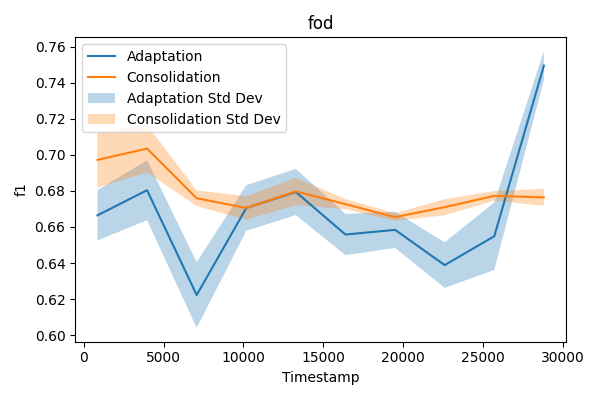 fod
f1
0.76
0.74
0.72
0.70
0.68
0.66
0.64
0.62
0.60
Adaptation
Consolidation
Adaptation Std Dev
Consolidation Std Dev
0 5000 10000 15000 20000 25000 30000
Timestamp